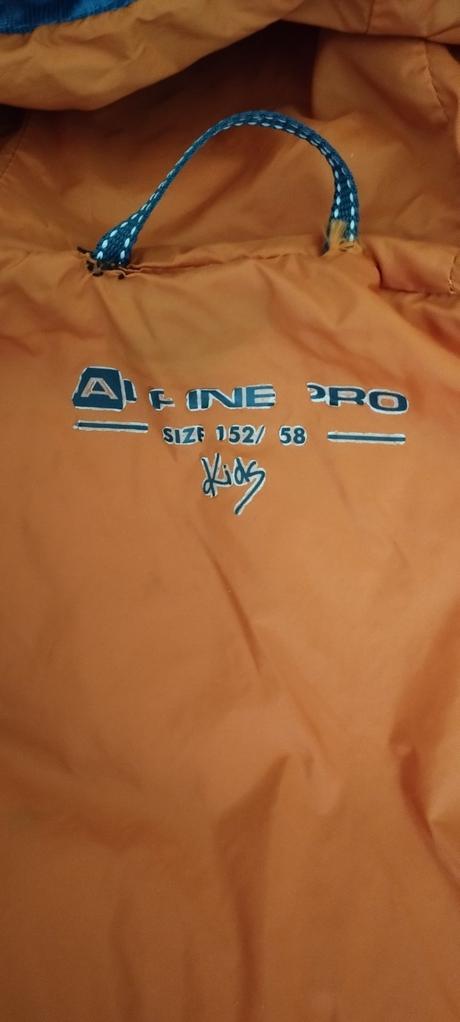 ALPINE PRO
SIZE 152/ 58
Kids